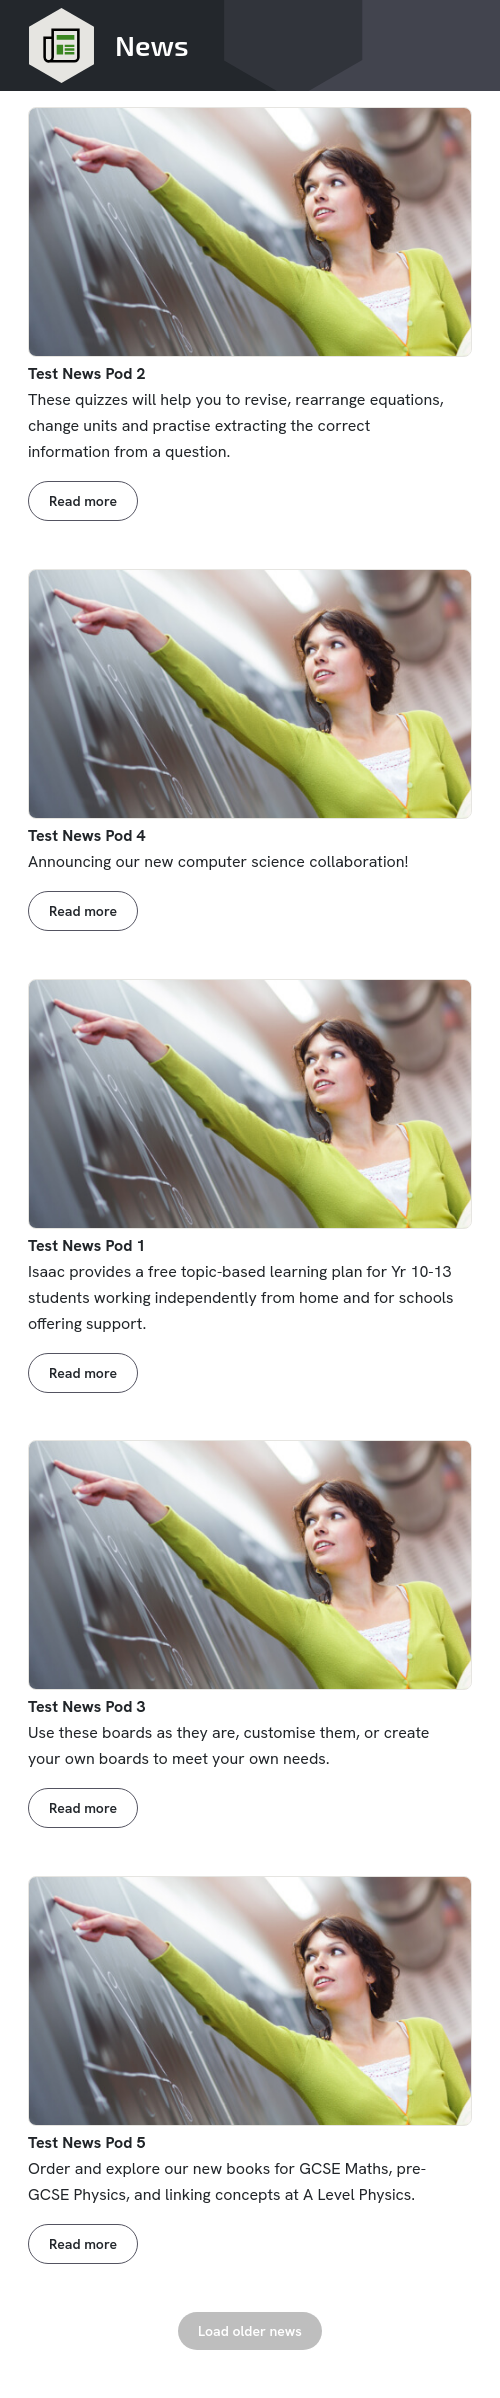 News
Test News Pod 2
These quizzes will help you to revise, rearrange equations,
change units and practise extracting the correct
information from a question.
Read more
Test News Pod 4
Announcing our new computer science collaboration!
Read more
Test News Pod 1
Isaac provides a free topic-based learning plan for Yr 10-13
students working independently from home and for schools
offering support.
Read more
Test News Pod 3
Use these boards as they are, customise them, or create
your own boards to meet your own needs.
Read more
Test News Pod 5
Order and explore our new books for GCSE Maths, pre-
GCSE Physics, and linking concepts at A Level Physics.
Read more
Load older news